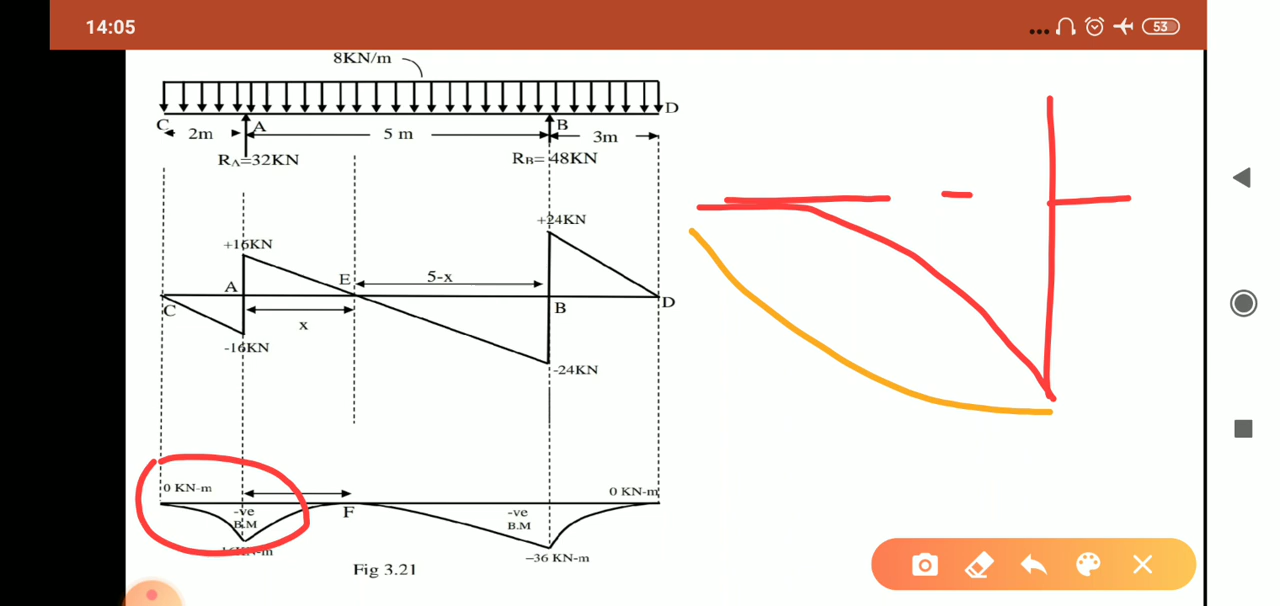 14:05
53
8KN/m
C 2m A 5 m B 3m D
RA=32KN RB= 48KN
+24KN
+16KN
A E 5-x
C x B D
-16KN
-24KN
0 KN-m 0 KN-m
-ve F -ve
B.M B.M
-16KN-m -36 KN-m
Fig 3.21